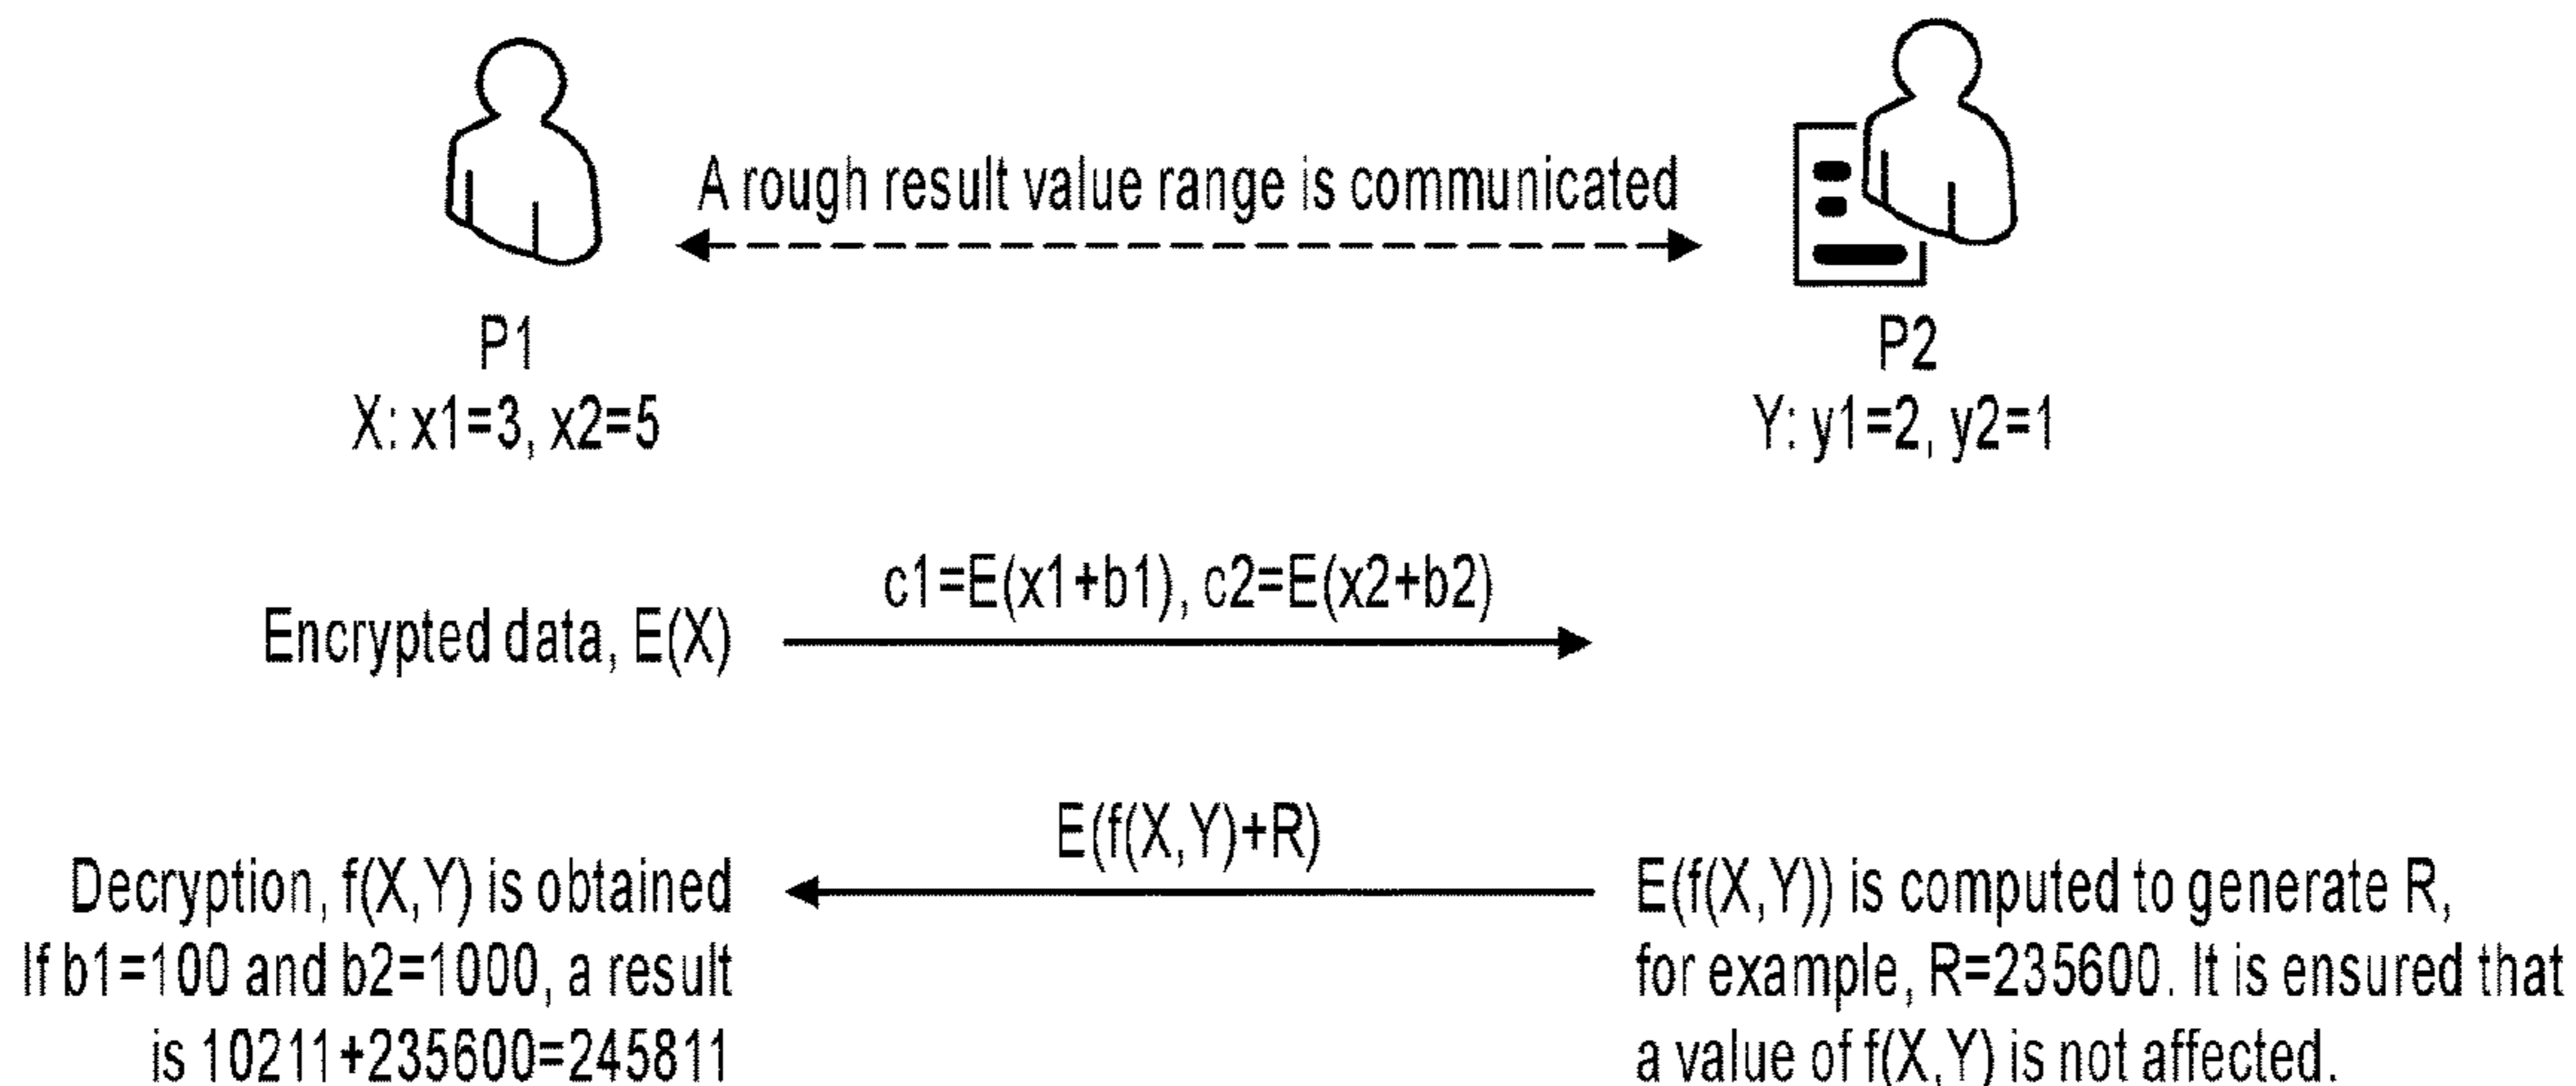 A rough result value range is communicated
P1
X: x1=3, x2=5
P2
Y: y1=2, y2=1
c1=E(x1+b1), c2=E(x2+b2)
Encrypted data, E(X)
E(f(X,Y)+R)
Decryption, f(X,Y) is obtained
If b1=100 and b2=1000, a result
is 10211+235600=245811
E(f(X,Y)) is computed to generate R,
for example, R=235600. It is ensured that
a value of f(X,Y) is not affected.